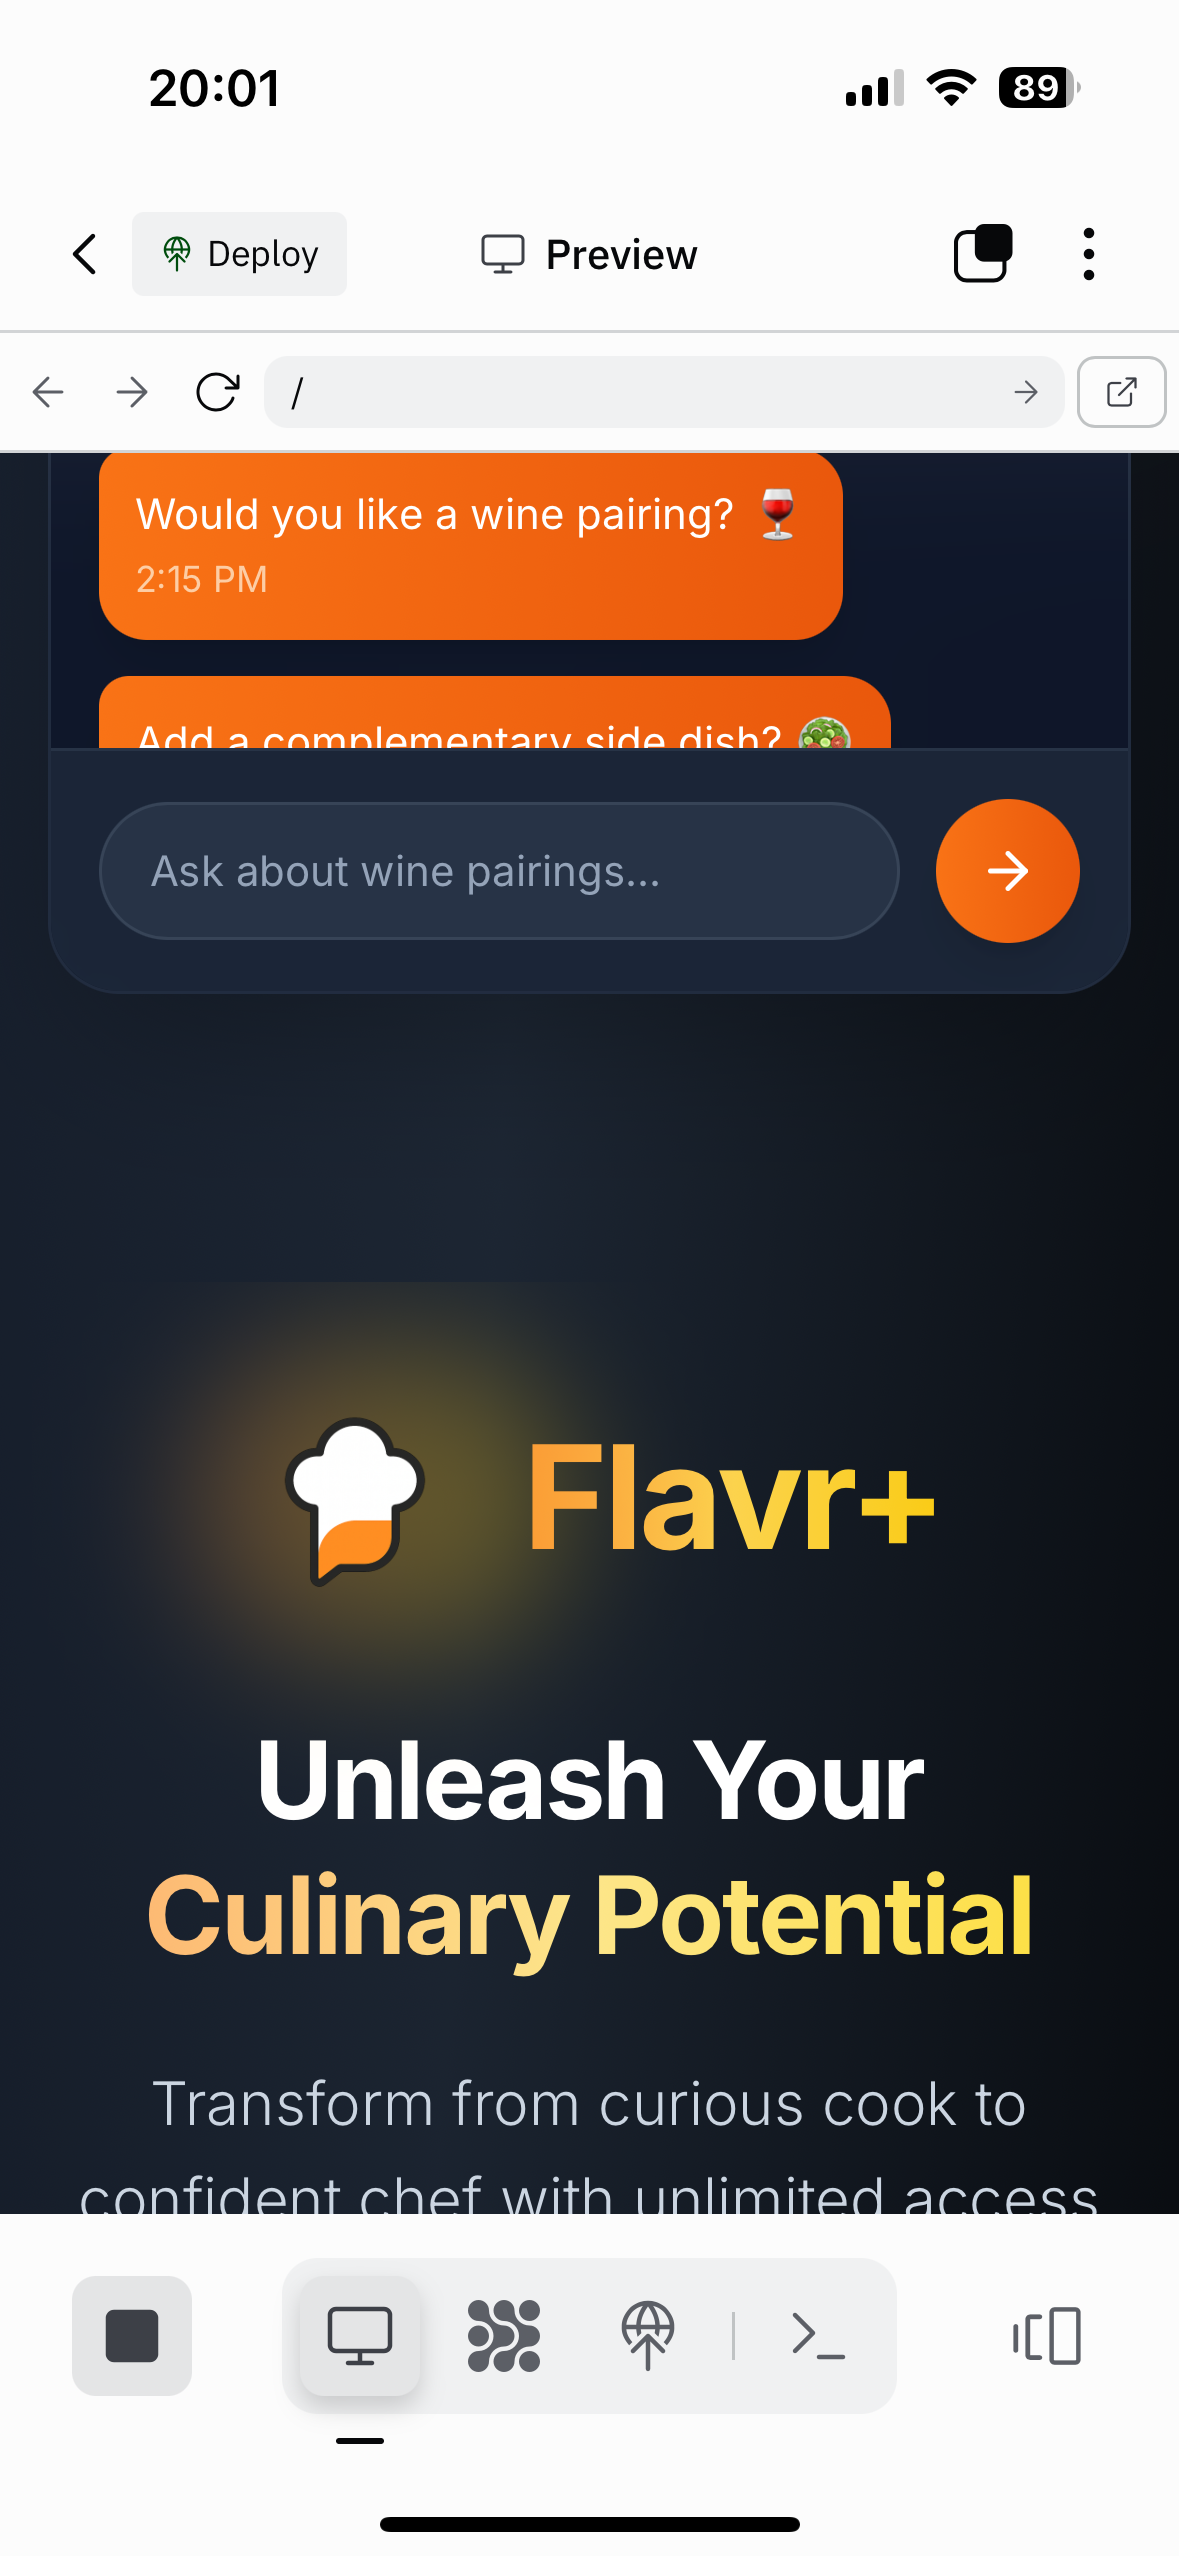 20:01
89
Deploy
Preview
/
Would you like a wine pairing? 🍷
2:15 PM
Add a complementary side dish? 🥗
Ask about wine pairings...
Flavr+
Unleash Your
Culinary Potential
Transform from curious cook to
confident chef with unlimited access